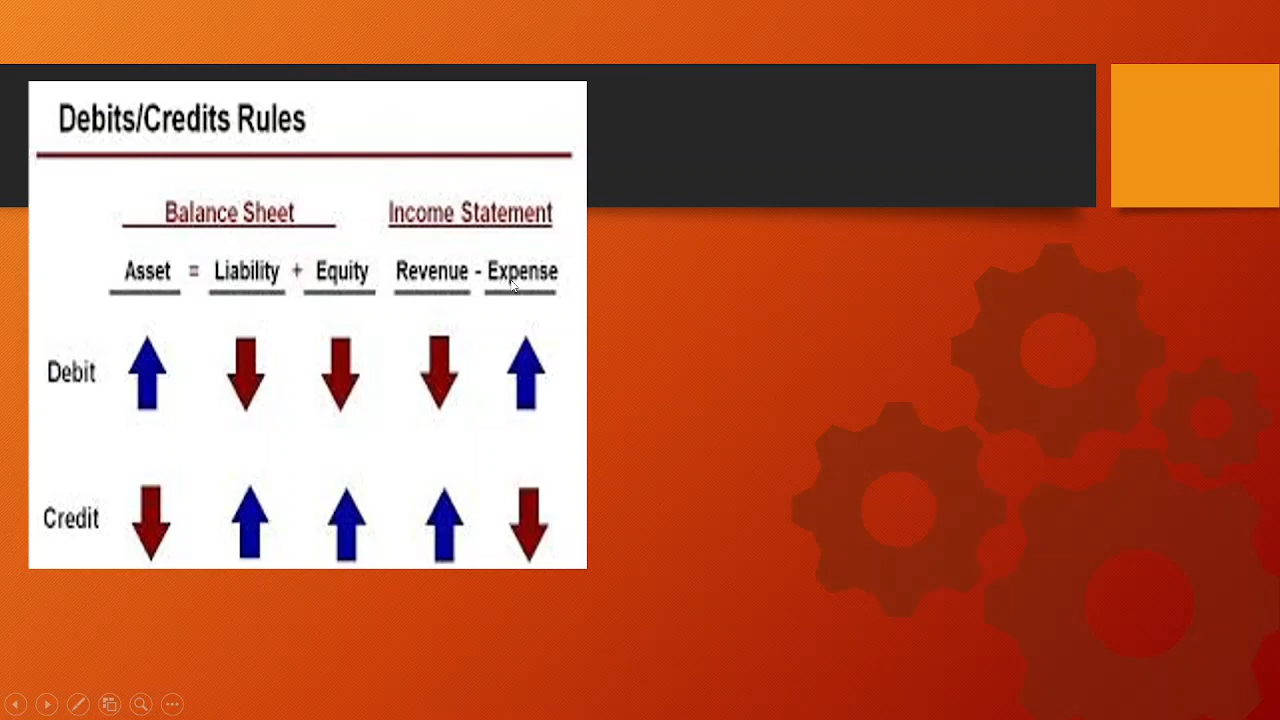 Debits/Credits Rules
Balance Sheet Income Statement
Asset = Liability + Equity Revenue - Expense
Debit
Credit